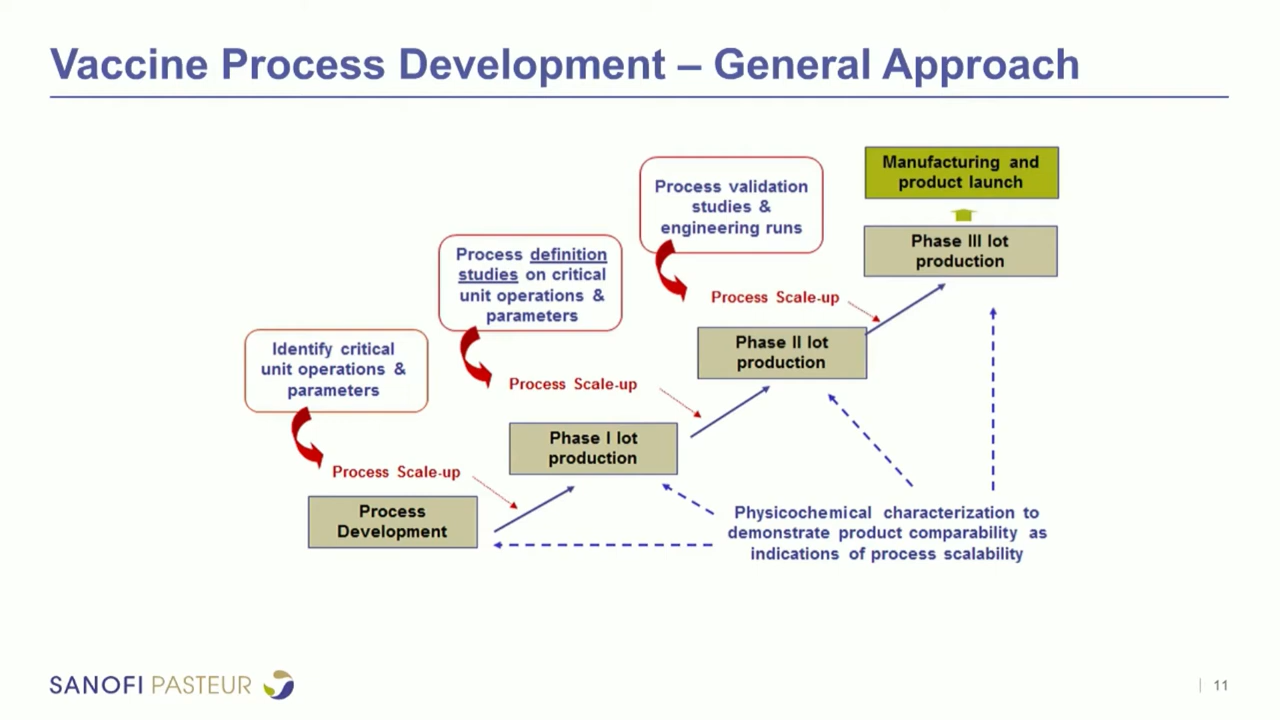 Vaccine Process Development – General Approach
Manufacturing and
product launch
Process validation
studies &
engineering runs
Phase III lot
production
Process definition
studies on critical
unit operations &
parameters
Process Scale-up
Phase II lot
production
Identify critical
unit operations &
parameters
Process Scale-up
Phase I lot
production
Process Scale-up
Process
Development
Physicochemical characterization to
demonstrate product comparability as
indications of process scalability
SANOFI PASTEUR
11